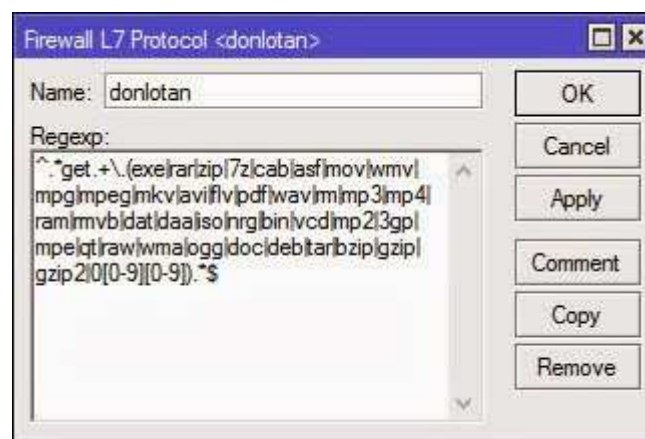 Firewall L7 Protocol <donlotan>
Name: donlotan
OK
Regexp:
Cancel
^.*get.+\.(exe|rar|zip|7z|cab|asf|mov|wmv|
mpg|mpeg|mkv|avi|flv|pdf|wav|rm|mp3|mp4|
Apply
ram|rmvb|dat|daa|iso|nrg|bin|vcd|mp2|3gp|
mpe|qt|raw|wma|ogg|doc|deb|tar|bzip|gzip|
Comment
gzip2|0[0-9][0-9]).*$
Copy
Remove